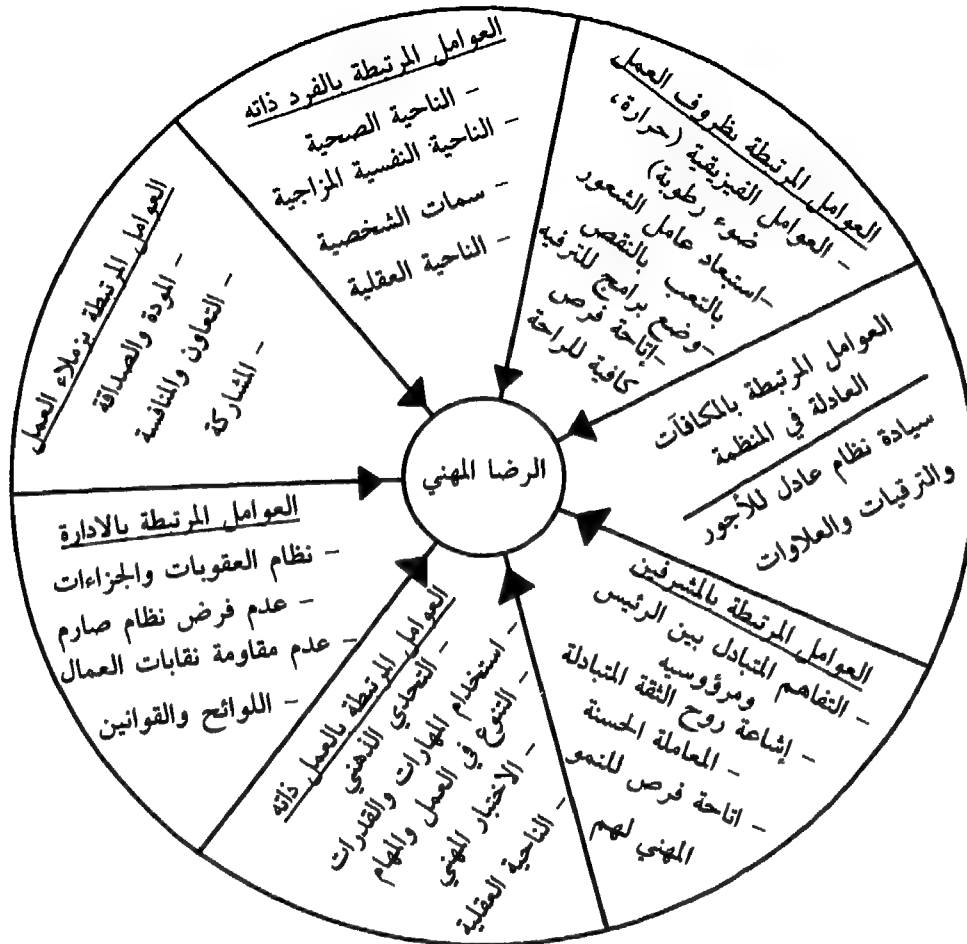 العوامل المرتبطة بالفرد ذاته
- الناحية الصحية
- الناحية النفسية المزاجية
- سمات الشخصية
- الناحية العقلية
العوامل المرتبطة بظروف العمل
- العوامل الفيزيقية (حرارة،
ضوء رطوبة)
-استبعاد عامل الشعور
بالتعب بالنقص
-وضع برامج للترفيه
-إتاحة فرص
كافية للراحة
العوامل المرتبطة بالمكافآت
العادلة في المنظمة
سيادة نظام عادل للأجور
والترقيات والعلاوات
العوامل المرتبطة بالمشرفين
- التفاهم المتبادل بين الرئيس
ومرؤوسيه
- إشاعة روح الثقة المتبادلة
- المعاملة الحسنة
- اتاحة فرص للنمو
المهني لهم
العوامل المرتبطة بالعمل ذاته
- التحدي الذهني
- استخدام المهارات والقدرات
- التنوع في العمل والمهام
- الاختبار المهني
- الناحية العقلية
العوامل المرتبطة بالادارة
- نظام العقوبات والجزاءات
- عدم فرض نظام صارم
- عدم مقاومة نقابات العمال
- اللوائح والقوانين
العوامل المرتبطة بزملاء العمل
- المودة والصداقة
- التعاون والمنافسة
- المشاركة
الرضا المهني